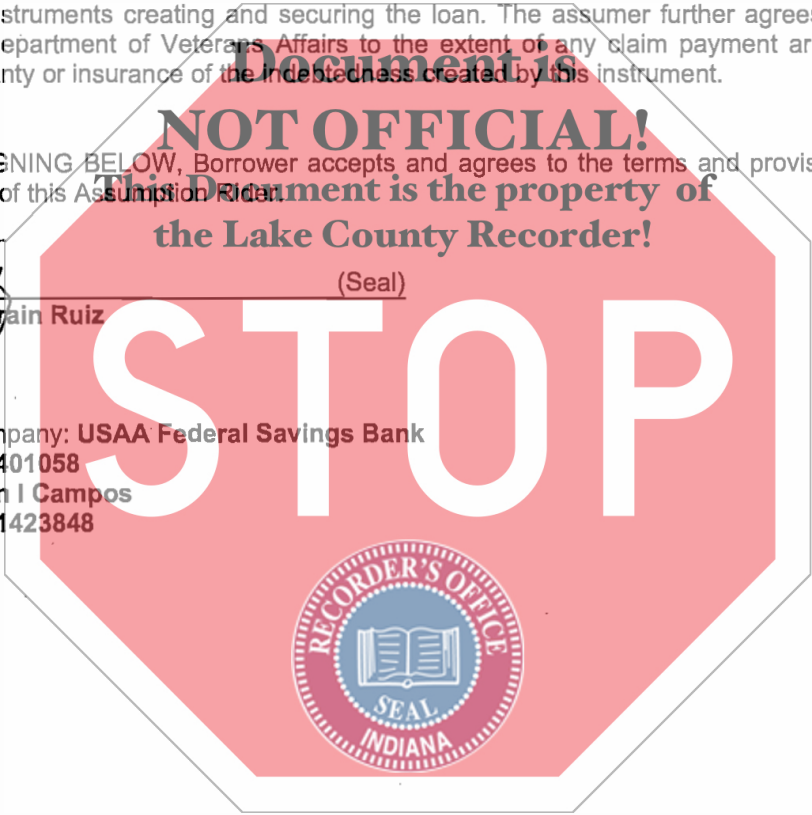 struments creating and securing the loan. The assumer further agrees
epartment of Veterans Affairs to the extent of any claim payment ar
nty or insurance of the indebtedness created by this instrument.
Document is
NOT OFFICIAL!
GNING BELOW, Borrower accepts and agrees to the terms and provis
of this Assumption Rider.
This Document is the property of
the Lake County Recorder!
(Seal)
rain Ruiz
STOP
mpany: USAA Federal Savings Bank
401058
n I Campos
1423848
RECORDER'S OFFICE
SEAL
INDIANA